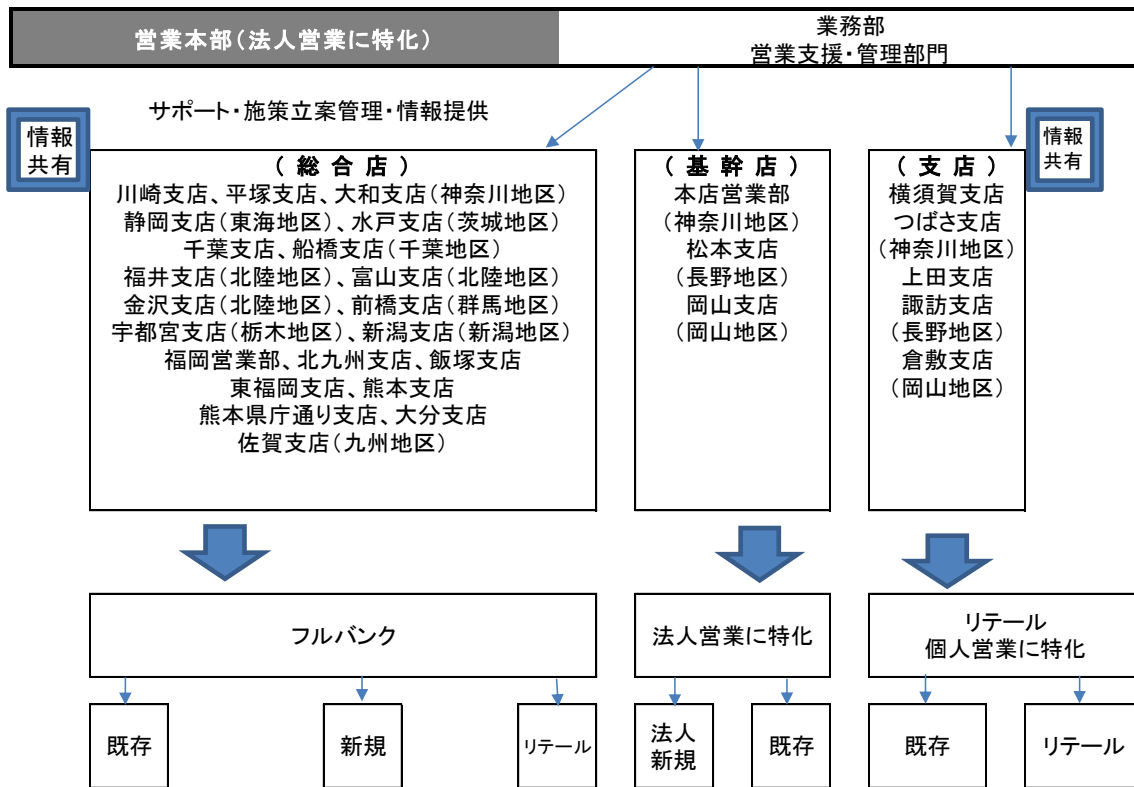 営業本部（法人営業に特化）
業務部
営業支援・管理部門
サポート・施策立案管理・情報提供
情報
共有
情報
共有
（ 総 合 店 ）
川崎支店、平塚支店、大和支店（神奈川地区）
静岡支店（東海地区）、水戸支店（茨城地区）
千葉支店、船橋支店（千葉地区）
福井支店（北陸地区）、富山支店（北陸地区）
金沢支店（北陸地区）、前橋支店（群馬地区）
宇都宮支店（栃木地区）、新潟支店（新潟地区）
福岡営業部、北九州支店、飯塚支店
東福岡支店、熊本支店
熊本県庁通り支店、大分支店
佐賀支店（九州地区）
（ 基 幹 店 ）
本店営業部
（神奈川地区）
松本支店
（長野地区）
岡山支店
（岡山地区）
（ 支 店 ）
横須賀支店
つばさ支店
（神奈川地区）
上田支店
諏訪支店
（長野地区）
倉敷支店
（岡山地区）
フルバンク
法人営業に特化
リテール
個人営業に特化
既存
新規
リテール
法人
新規
既存
既存
リテール